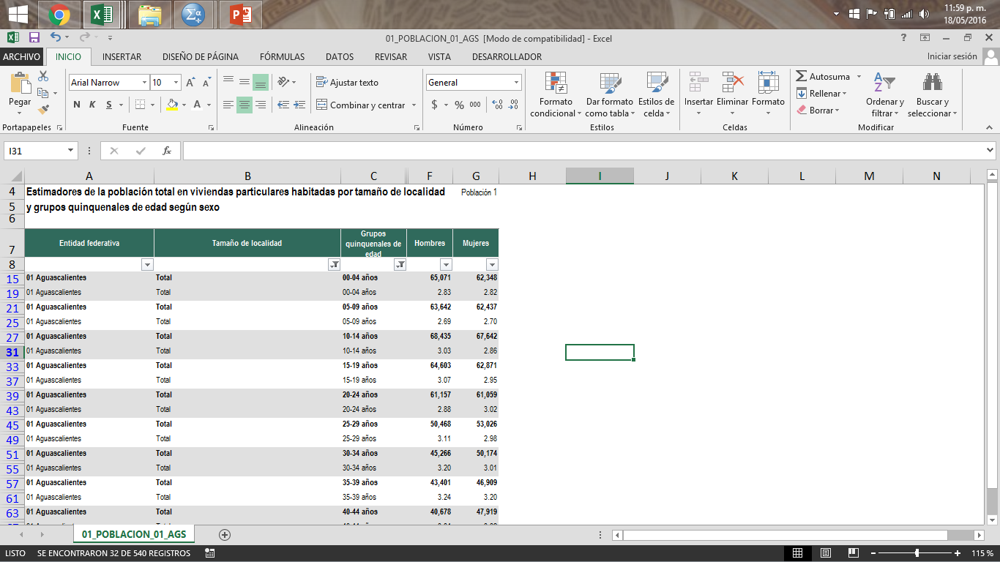 11:59 p. m.
18/05/2016
01_POBLACION_01_AGS [Modo de compatibilidad] - Excel
ARCHIVO INICIO INSERTAR DISEÑO DE PÁGINA FÓRMULAS DATOS REVISAR VISTA DESARROLLADOR Iniciar sesión
Pegar
Portapapeles
Arial Narrow 10
N K S
Fuente
Ajustar texto
Combinar y centrar
Alineación
General
$ % 000
Número
Formato condicional
Dar formato como tabla
Estilos de celda
Estilos
Insertar Eliminar Formato
Celdas
Autosuma
Rellenar
Borrar
Ordenar y filtrar
Buscar y seleccionar
Modificar
I31 fx
A B C F G H I J K L M N
4 Estimadores de la población total en viviendas particulares habitadas por tamaño de localidad Población 1
5 y grupos quinquenales de edad según sexo
6
7 Entidad federativa Tamaño de localidad Grupos quinquenales de edad Hombres Mujeres
8
15 01 Aguascalientes Total 00-04 años 65,071 62,348
19 01 Aguascalientes Total 00-04 años 2.83 2.82
21 01 Aguascalientes Total 05-09 años 63,642 62,437
25 01 Aguascalientes Total 05-09 años 2.69 2.70
27 01 Aguascalientes Total 10-14 años 68,435 67,642
31 01 Aguascalientes Total 10-14 años 3.03 2.86
33 01 Aguascalientes Total 15-19 años 64,603 62,871
37 01 Aguascalientes Total 15-19 años 3.07 2.95
39 01 Aguascalientes Total 20-24 años 61,157 61,059
43 01 Aguascalientes Total 20-24 años 2.88 3.02
45 01 Aguascalientes Total 25-29 años 50,468 53,026
49 01 Aguascalientes Total 25-29 años 3.11 2.98
51 01 Aguascalientes Total 30-34 años 45,266 50,174
55 01 Aguascalientes Total 30-34 años 3.20 3.01
57 01 Aguascalientes Total 35-39 años 43,401 46,909
61 01 Aguascalientes Total 35-39 años 3.24 3.20
63 01 Aguascalientes Total 40-44 años 40,678 47,919
01_POBLACION_01_AGS
LISTO SE ENCONTRARON 32 DE 540 REGISTROS 115 %